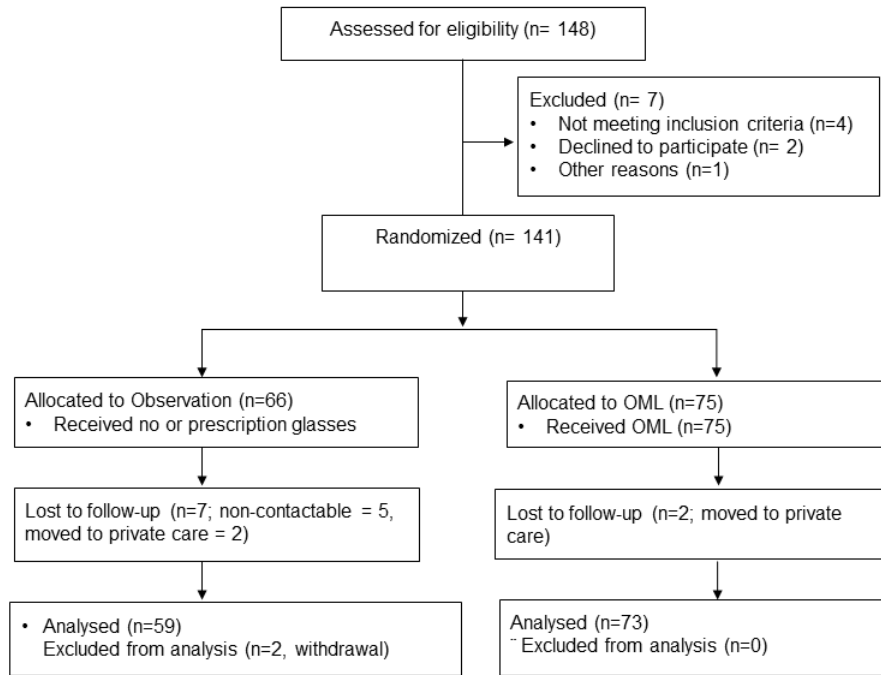 Assessed for eligibility (n= 148)
Excluded (n= 7)
• Not meeting inclusion criteria (n=4)
• Declined to participate (n= 2)
• Other reasons (n=1)
Randomized (n= 141)
Allocated to Observation (n=66)
• Received no or prescription glasses
Allocated to OML (n=75)
• Received OML (n=75)
Lost to follow-up (n=7; non-contactable = 5,
moved to private care = 2)
Lost to follow-up (n=2; moved to private
care)
• Analysed (n=59)
Excluded from analysis (n=2, withdrawal)
Analysed (n=73)
¨ Excluded from analysis (n=0)